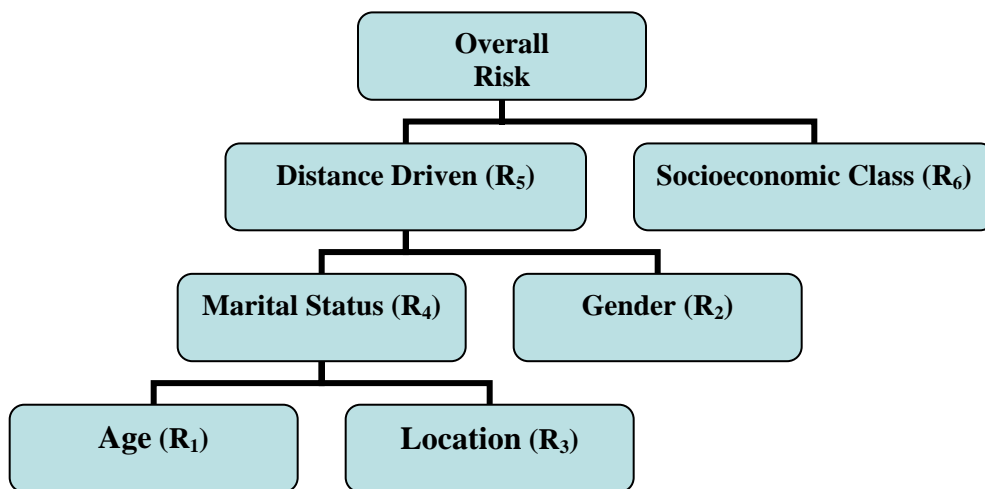 Overall
Risk
Distance Driven (R₅)
Socioeconomic Class (R₆)
Marital Status (R₄)
Gender (R₂)
Age (R₁)
Location (R₃)